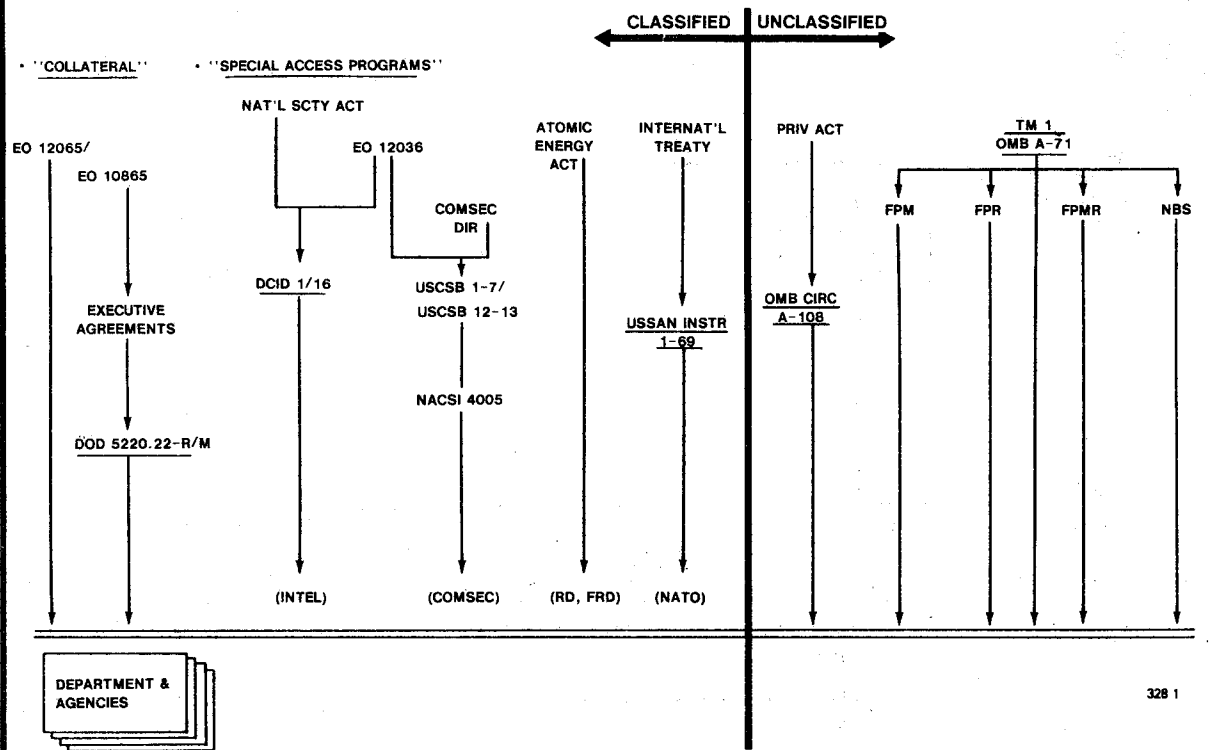 CLASSIFIED UNCLASSIFIED
• "COLLATERAL" • "SPECIAL ACCESS PROGRAMS"
NAT'L SCTY ACT
EO 12065/
EO 10865
EO 12036
COMSEC
DIR
ATOMIC
ENERGY
ACT
INTERNAT'L
TREATY
PRIV ACT
TM 1
OMB A-71
FPM FPR FPMR NBS
EXECUTIVE
AGREEMENTS
DCID 1/16
USCSB 1-7/
USCSB 12-13
USSAN INSTR
1-69
OMB CIRC
A-108
NACSI 4005
DOD 5220.22-R/M
(INTEL) (COMSEC) (RD, FRD) (NATO)
DEPARTMENT &
AGENCIES
328 1